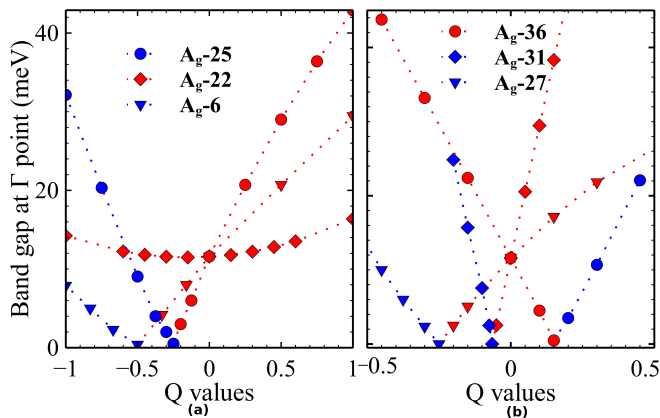 Band gap at Γ point (meV)
40
20
0
A_g-25
A_g-22
A_g-6
A_g-36
A_g-31
A_g-27
−1 −0.5 0 0.5 1
−0.5 0 0.5
Q values Q values
(a) (b)